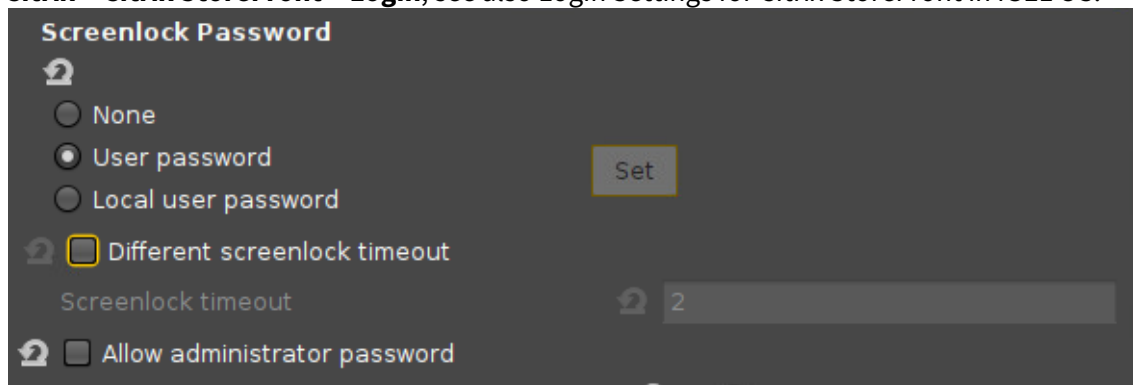 Screenlock Password
None
User password
Set
Local user password
Different screenlock timeout
Screenlock timeout 2
Allow administrator password